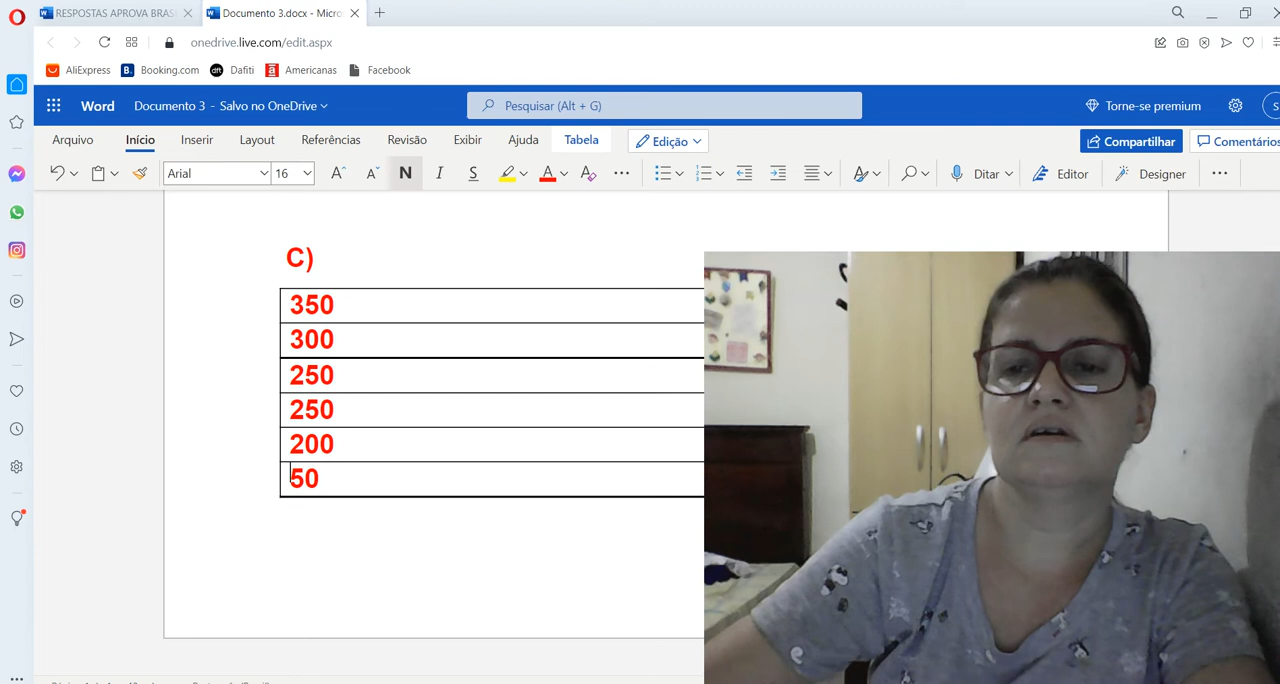 RESPOSTAS APROVA BRAS
Documento 3.docx - Micro
onedrive.live.com/edit.aspx
AliExpress
B. Booking.com
dft Dafiti
a Americanas
Facebook
Word
Documento 3 - Salvo no OneDrive
Pesquisar (Alt + G)
Torne-se premium
S
Arquivo
Início
Inserir
Layout
Referências
Revisão
Exibir
Ajuda
Tabela
Edição
Compartilhar
Comentários
Arial
16
A A N I S A A
Ditar
Editor
Designer
C)
350
300
250
250
200
50